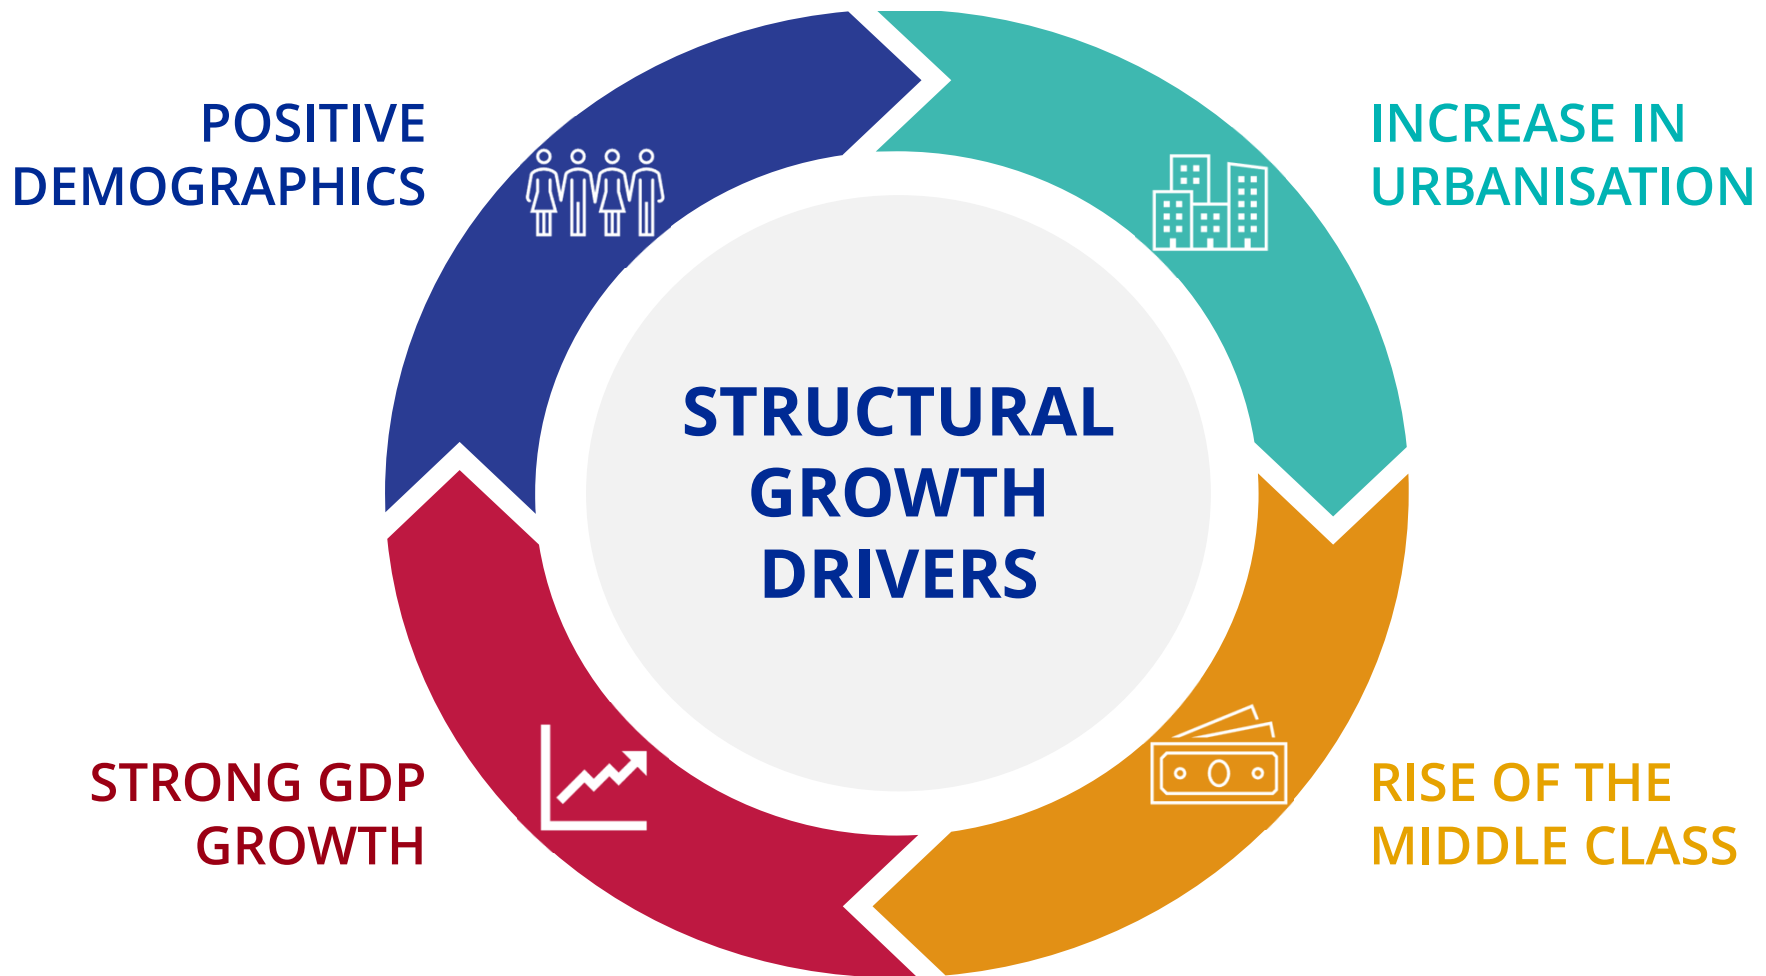 POSITIVE
DEMOGRAPHICS
INCREASE IN
URBANISATION
STRUCTURAL
GROWTH
DRIVERS
STRONG GDP
GROWTH
RISE OF THE
MIDDLE CLASS